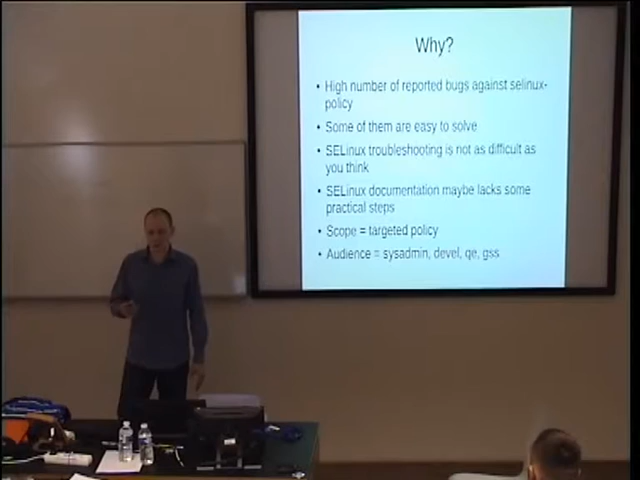 Why?
• High number of reported bugs against selinux-
policy
• Some of them are easy to solve
• SELinux troubleshooting is not as difficult as
you think
• SELinux documentation maybe lacks some
practical steps
• Scope = targeted policy
• Audience = sysadmin, devel, qe, gss